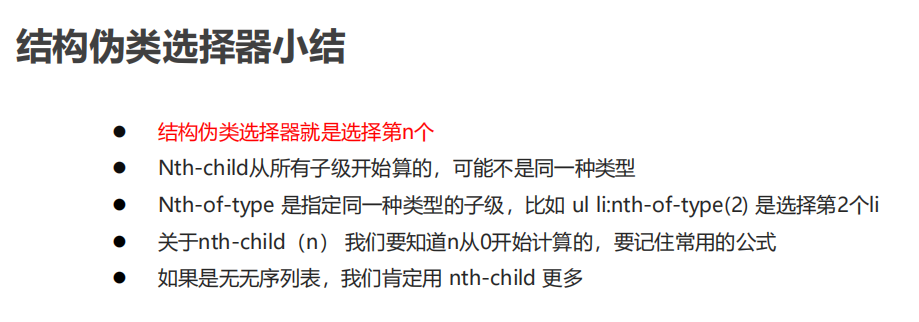 结构伪类选择器小结
● 结构伪类选择器就是选择第n个
● Nth-child从所有子级开始算的，可能不是同一种类型
● Nth-of-type 是指定同一种类型的子级，比如 ul li:nth-of-type(2) 是选择第2个li
● 关于nth-child（n） 我们要知道n从0开始计算的，要记住常用的公式
● 如果是无无序列表，我们肯定用 nth-child 更多